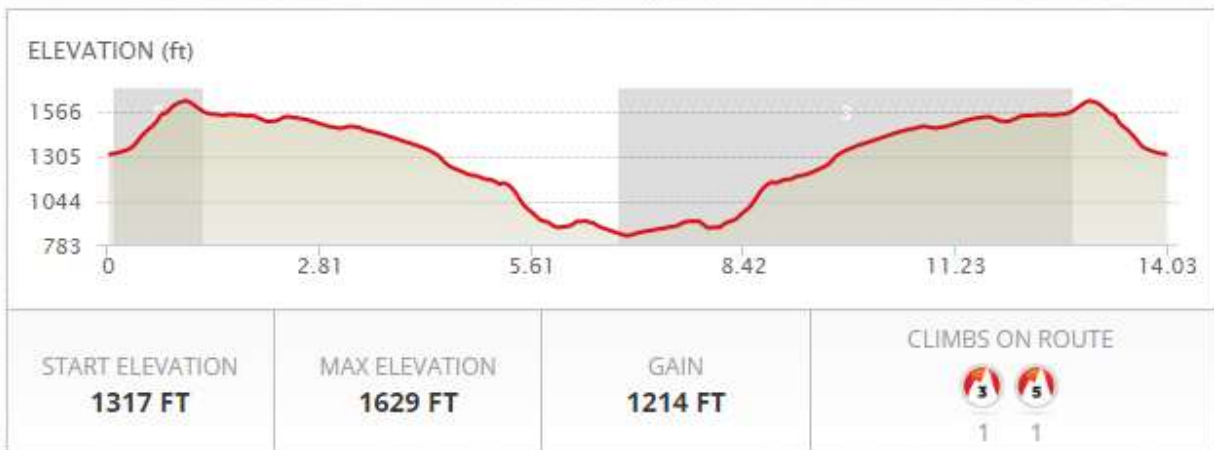 ELEVATION (ft)
1566
1305
1044
783
0 2.81 5.61 8.42 11.23 14.03
START ELEVATION
1317 FT
MAX ELEVATION
1629 FT
GAIN
1214 FT
CLIMBS ON ROUTE
3 5
1 1